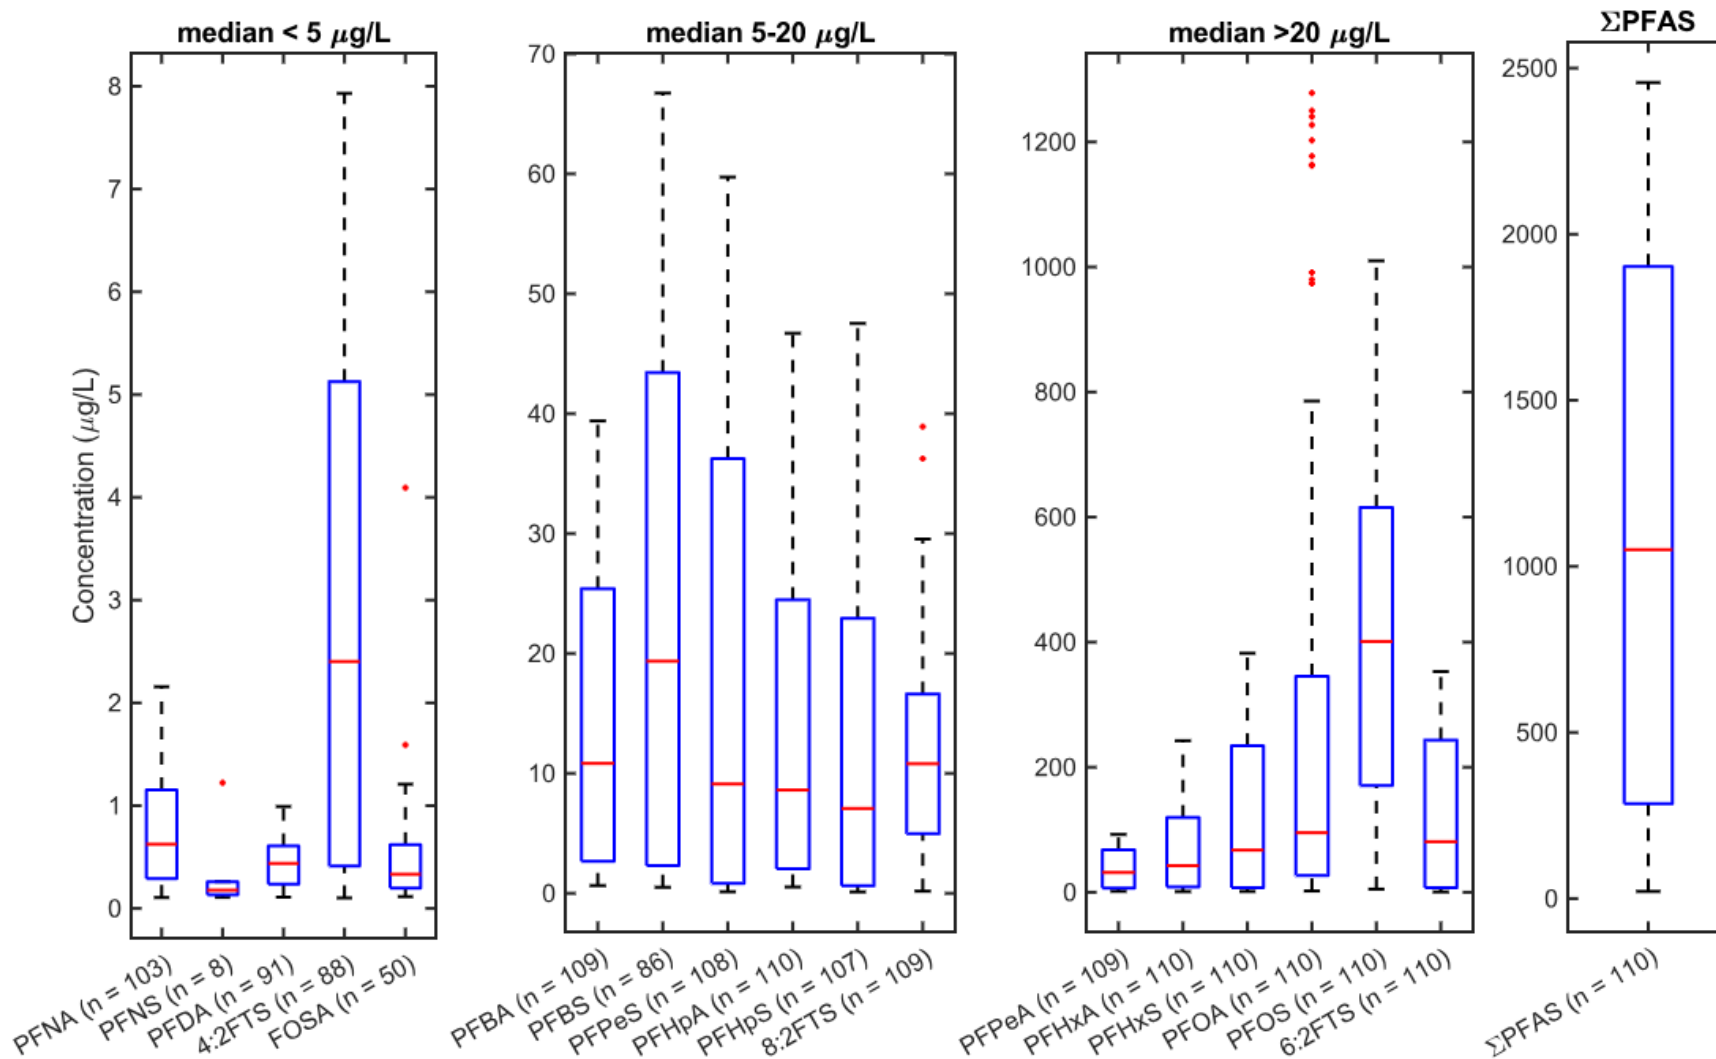 median < 5 μg/L
median 5-20 μg/L
median >20 μg/L
ΣPFAS
Concentration (μg/L)
8
7
6
5
4
3
2
1
0
70
60
50
40
30
20
10
0
1200
1000
800
600
400
200
0
2500
2000
1500
1000
500
0
PFNA (n = 103)
PFNS (n = 8)
PFDA (n = 91)
4:2FTS (n = 88)
FOSA (n = 50)
PFBA (n = 109)
PFBS (n = 86)
PFPeS (n = 108)
PFHpA (n = 110)
PFHpS (n = 107)
8:2FTS (n = 109)
PFPeA (n = 109)
PFHxA (n = 110)
PFHxS (n = 110)
PFOA (n = 110)
PFOS (n = 110)
6:2FTS (n = 110)
ΣPFAS (n = 110)